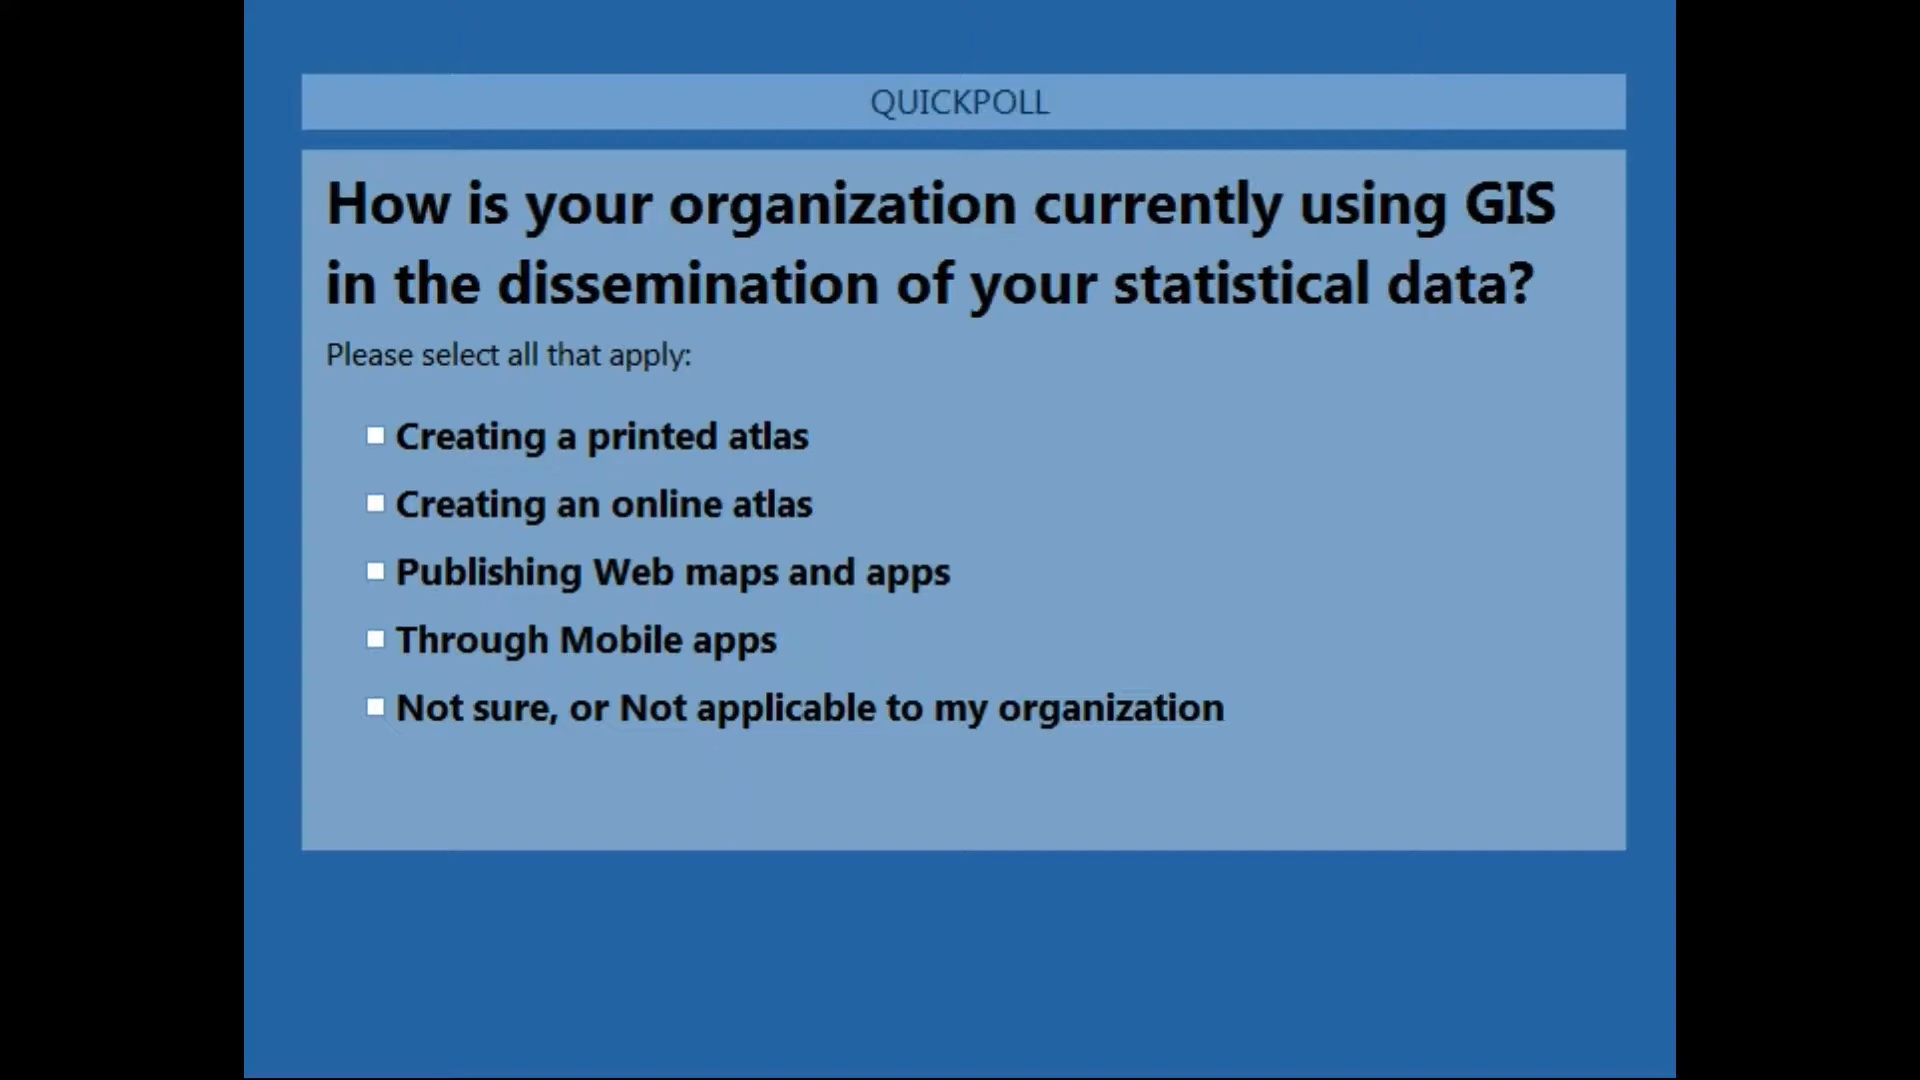 QUICKPOLL
How is your organization currently using GIS
in the dissemination of your statistical data?
Please select all that apply:
Creating a printed atlas
Creating an online atlas
Publishing Web maps and apps
Through Mobile apps
Not sure, or Not applicable to my organization